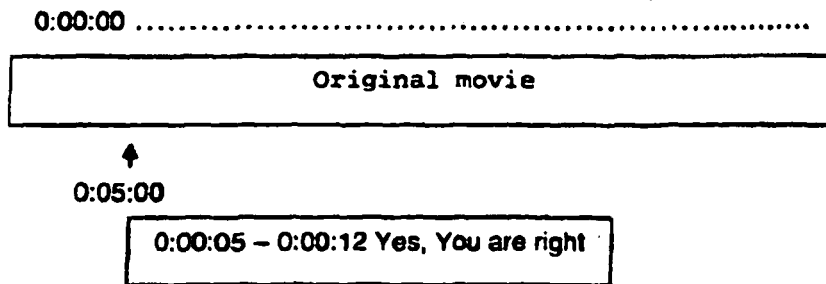 0:00:00 ..........................................................................
Original movie
0:05:00
0:00:05 – 0:00:12 Yes, You are right